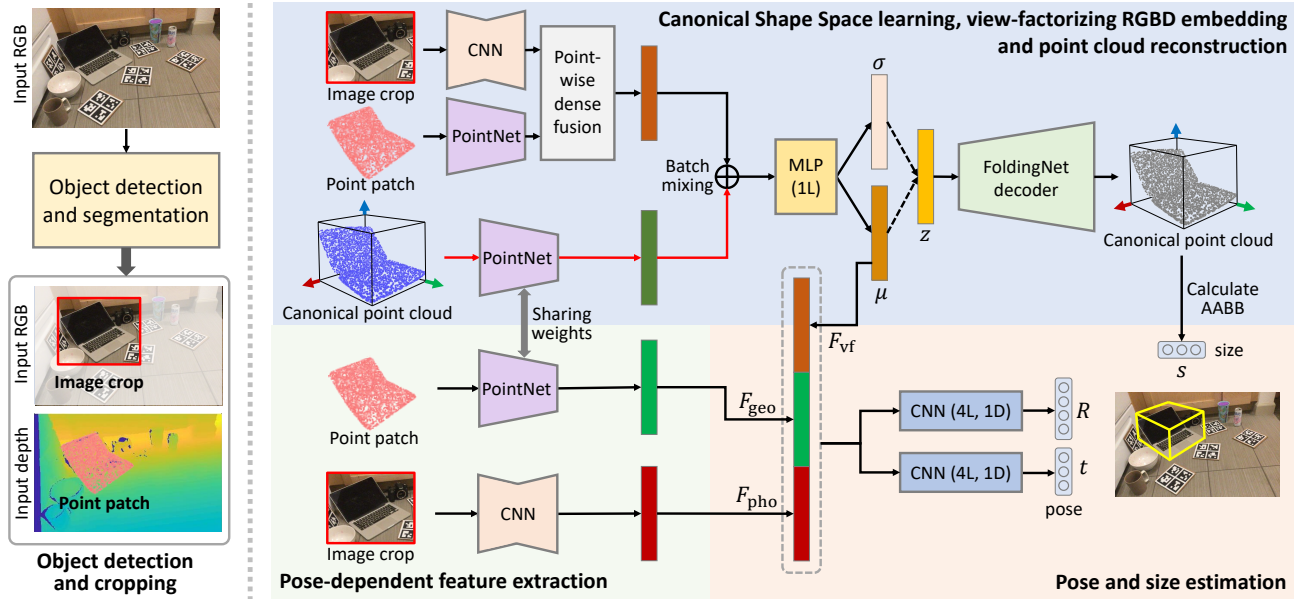 Input RGB
Object detection
and segmentation
Input RGB
Image crop
Input depth
Point patch
Object detection
and cropping
Canonical Shape Space learning, view-factorizing RGBD embedding
and point cloud reconstruction
Image crop
CNN
Point-
wise
dense
fusion
Point patch
PointNet
Batch
mixing
MLP
(1L)
σ
μ
z
FoldingNet
decoder
Canonical point cloud
Canonical point cloud
PointNet
Sharing
weights
Calculate
AABB
size
s
F_vf
Point patch
PointNet
F_geo
Image crop
CNN
F_pho
CNN (4L, 1D)
R
CNN (4L, 1D)
t
pose
Pose-dependent feature extraction
Pose and size estimation